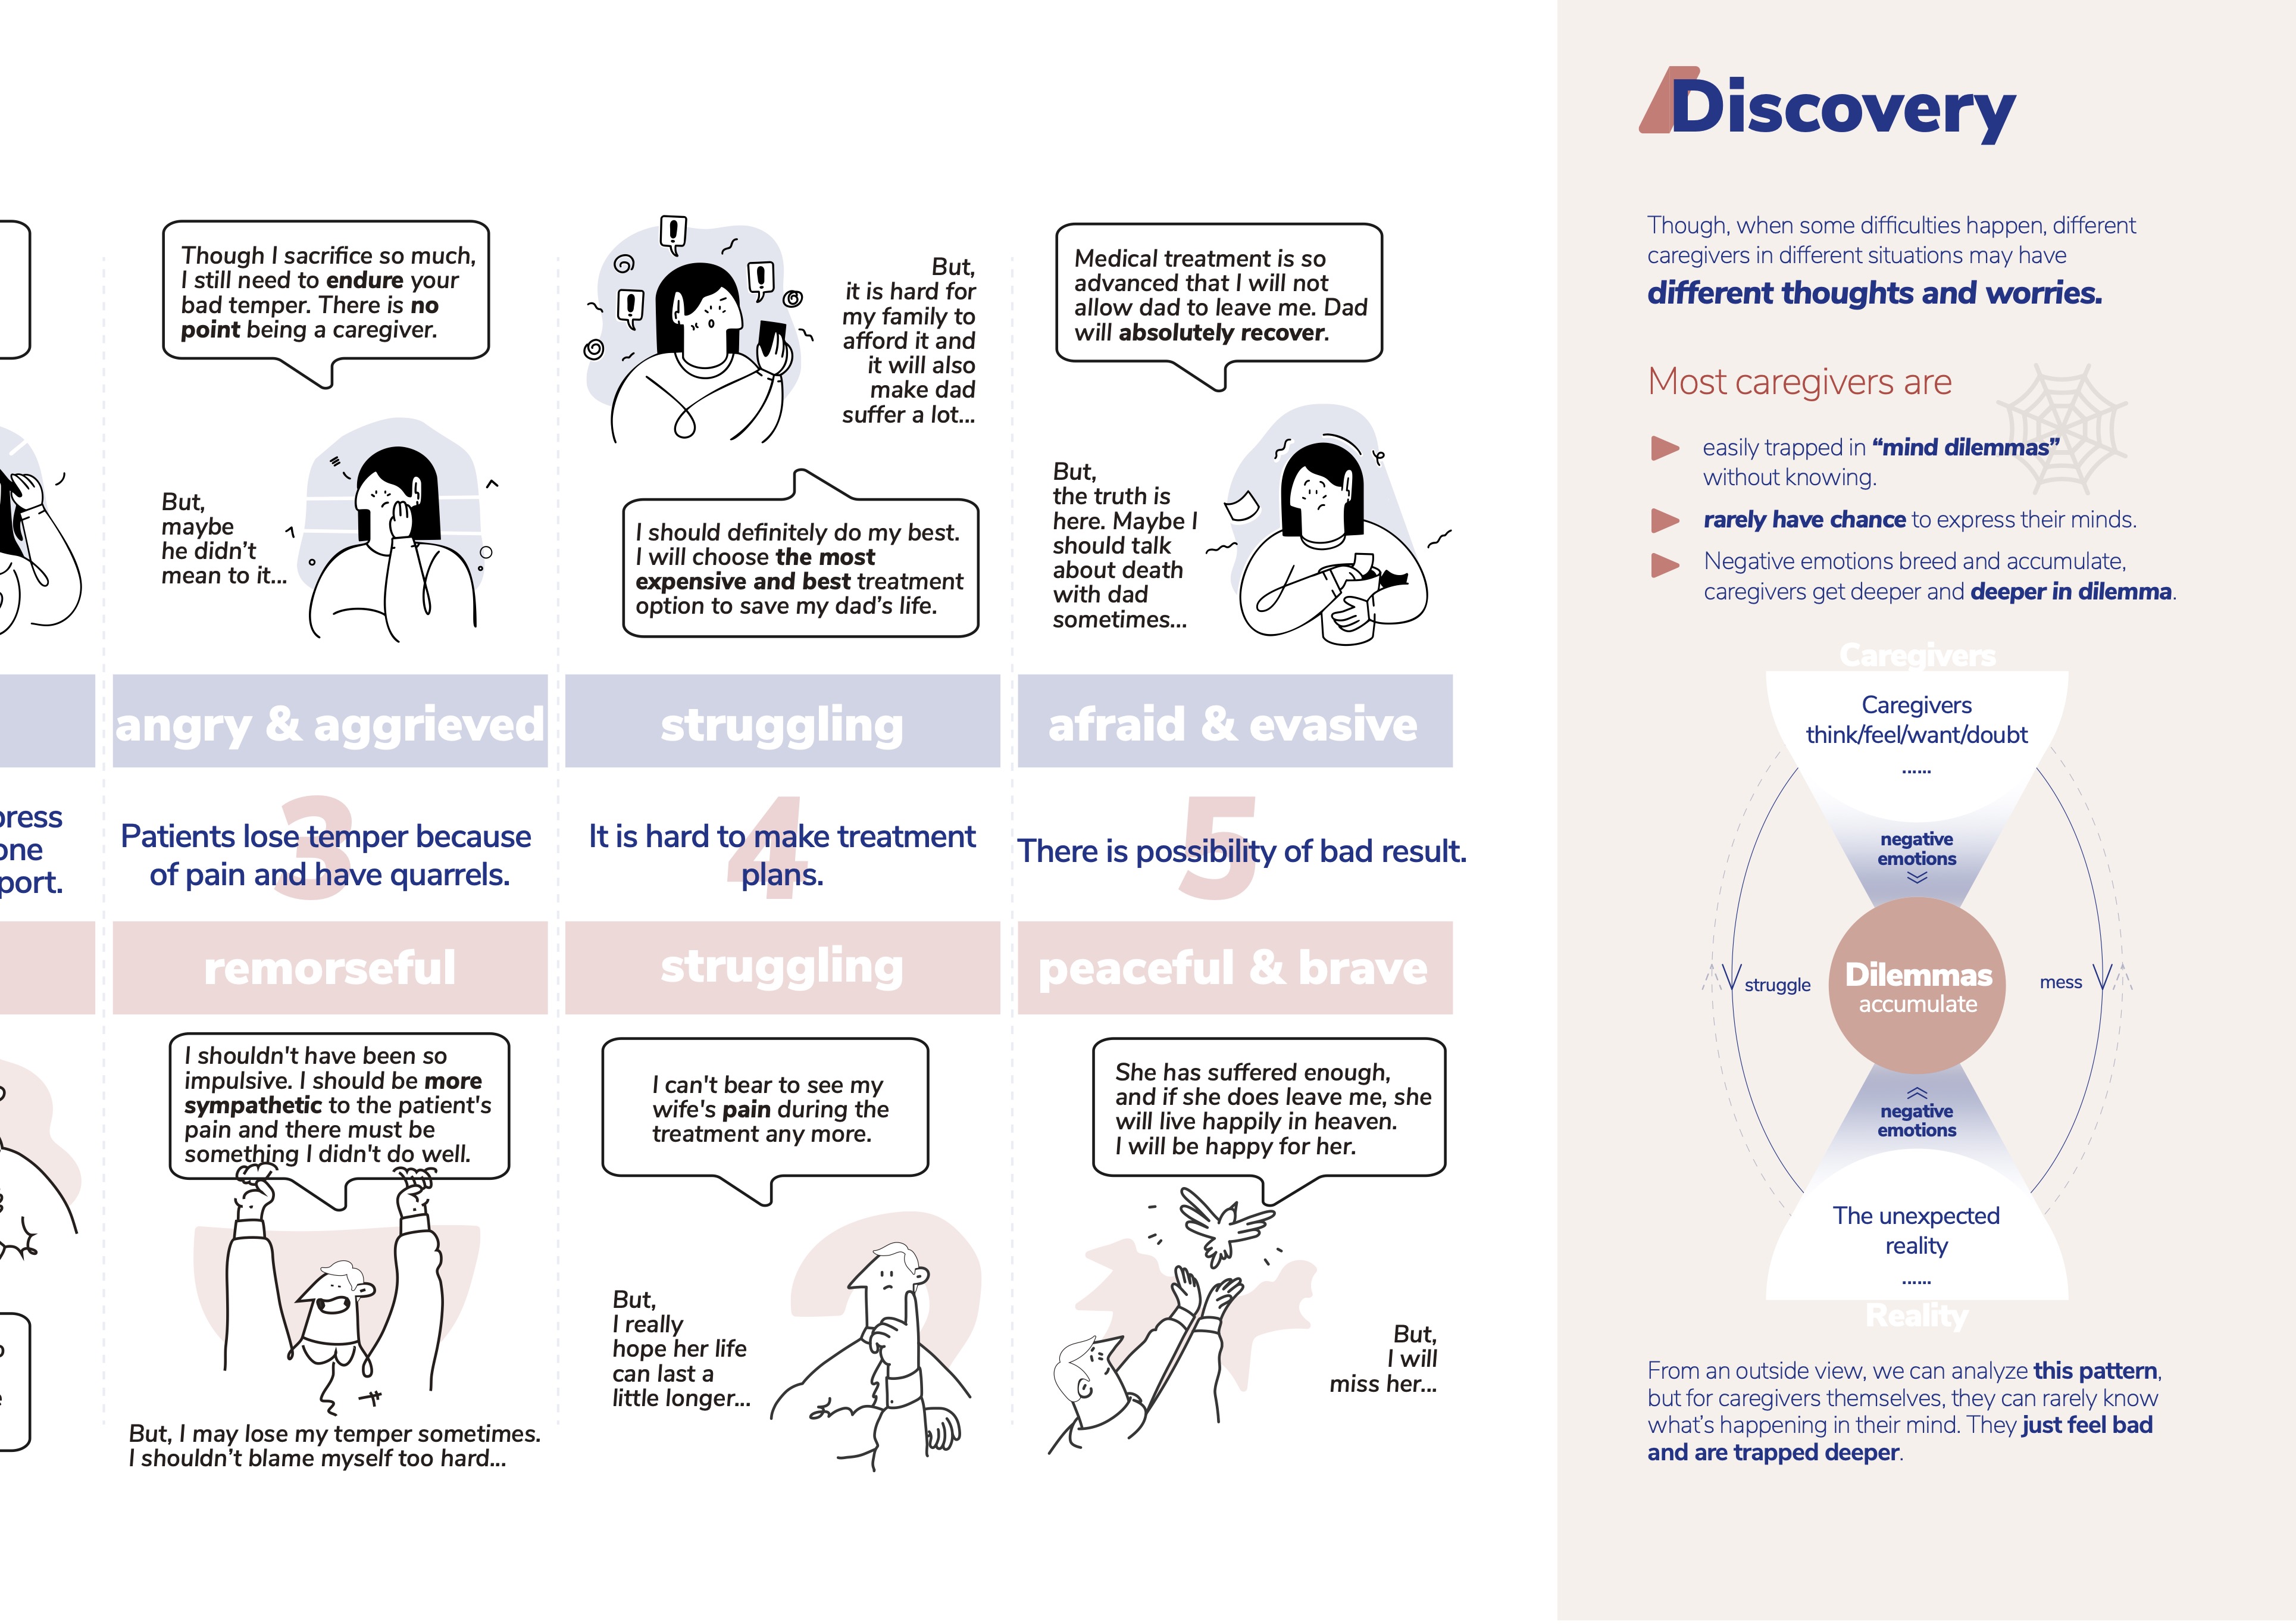 Though I sacrifice so much,
I still need to endure your
bad temper. There is no
point being a caregiver.
But,
maybe
he didn't
mean to it...
But,
it is hard for
my family to
afford it and
it will also
make dad
suffer a lot...
I should definitely do my best.
I will choose the most
expensive and best treatment
option to save my dad's life.
Medical treatment is so
advanced that I will not
allow dad to leave me. Dad
will absolutely recover.
But,
the truth is
here. Maybe I
should talk
about death
with dad
sometimes...
angry & aggrieved
struggling
afraid & evasive
port.
3
Patients lose temper because
of pain and have quarrels.
4
It is hard to make treatment
plans.
5
There is possibility of bad result.
remorseful
struggling
peaceful & brave
I shouldn't have been so
impulsive. I should be more
sympathetic to the patient's
pain and there must be
something I didn't do well.
But, I may lose my temper sometimes.
I shouldn't blame myself too hard...
I can't bear to see my
wife's pain during the
treatment any more.
But,
I really
hope her life
can last a
little longer...
She has suffered enough,
and if she does leave me, she
will live happily in heaven.
I will be happy for her.
But,
I will
miss her...
Discovery
Though, when some difficulties happen, different
caregivers in different situations may have
different thoughts and worries.
Most caregivers are
easily trapped in “mind dilemmas”
without knowing.
rarely have chance to express their minds.
Negative emotions breed and accumulate,
caregivers get deeper and deeper in dilemma.
Caregivers
Caregivers
think/feel/want/doubt
......
negative
emotions
struggle
Dilemmas
accumulate
mess
negative
emotions
The unexpected
reality
......
Reality
From an outside view, we can analyze this pattern,
but for caregivers themselves, they can rarely know
what's happening in their mind. They just feel bad
and are trapped deeper.